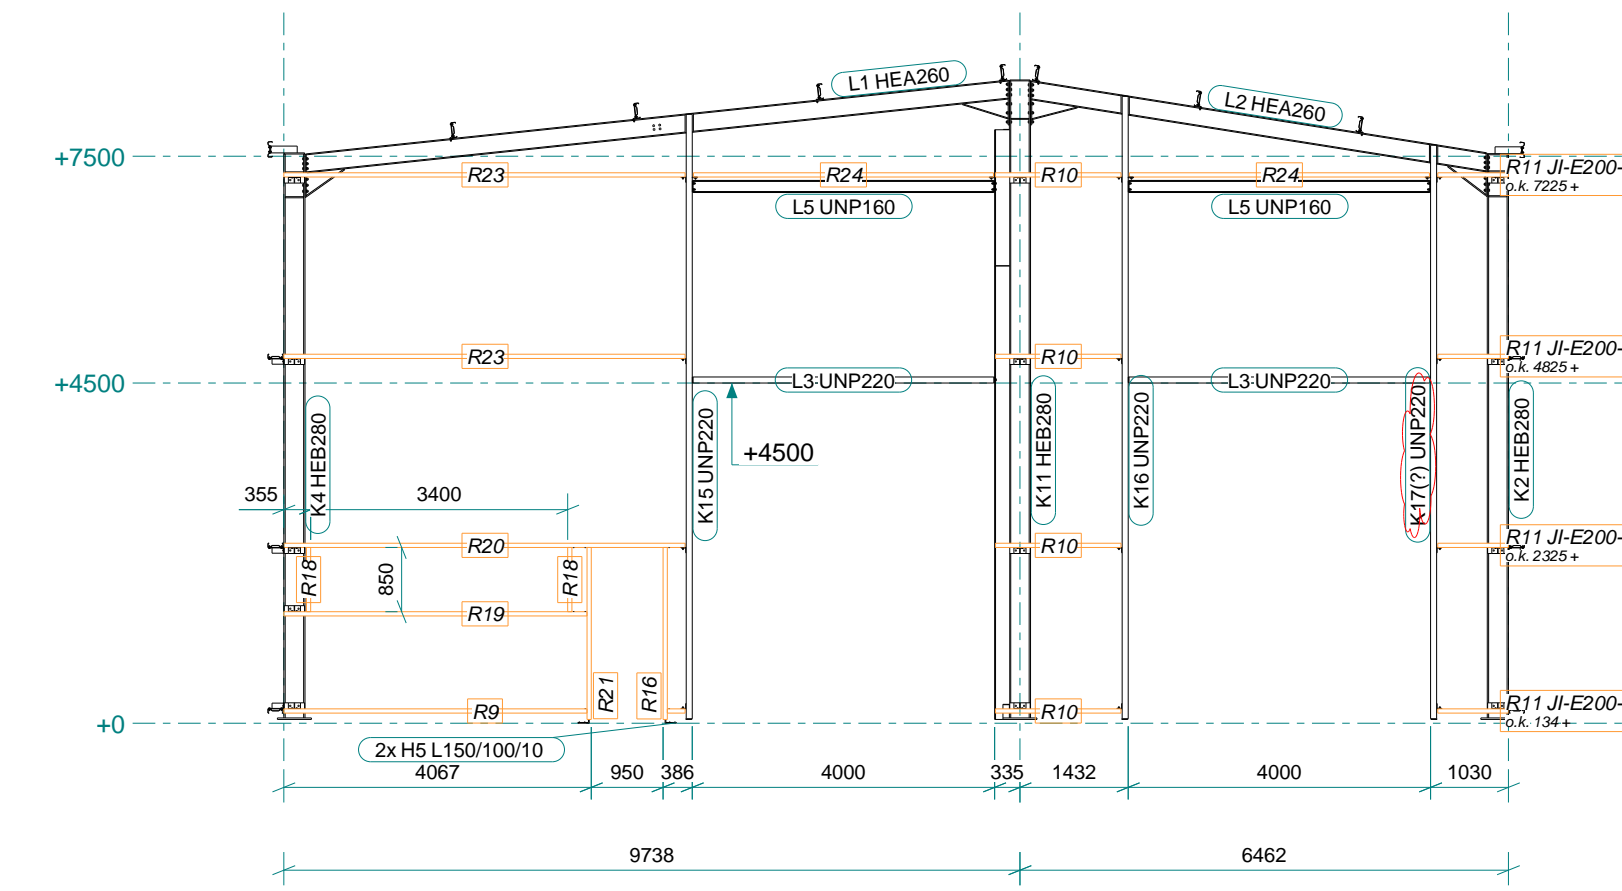 L1 HEA260
L2 HEA260
+7500
R23
R24
R10
R24
R11 JI-E200-
o.k. 7225 +
L5 UNP160
L5 UNP160
R23
R10
R11 JI-E200-
o.k. 4825 +
+4500
L3 UNP220
L3 UNP220
K4 HEB280
K15 UNP220
+4500
K11 HEB280
K16 UNP220
K17(?) UNP220
K2 HEB280
355
3400
R20
R10
R11 JI-E200-
o.k. 2325 +
R18
850
R18
R19
R21
R16
R9
R10
R11 JI-E200-
o.k. 134 +
+0
2x H5 L150/100/10
4067
950
386
4000
335
1432
4000
1030
9738
6462